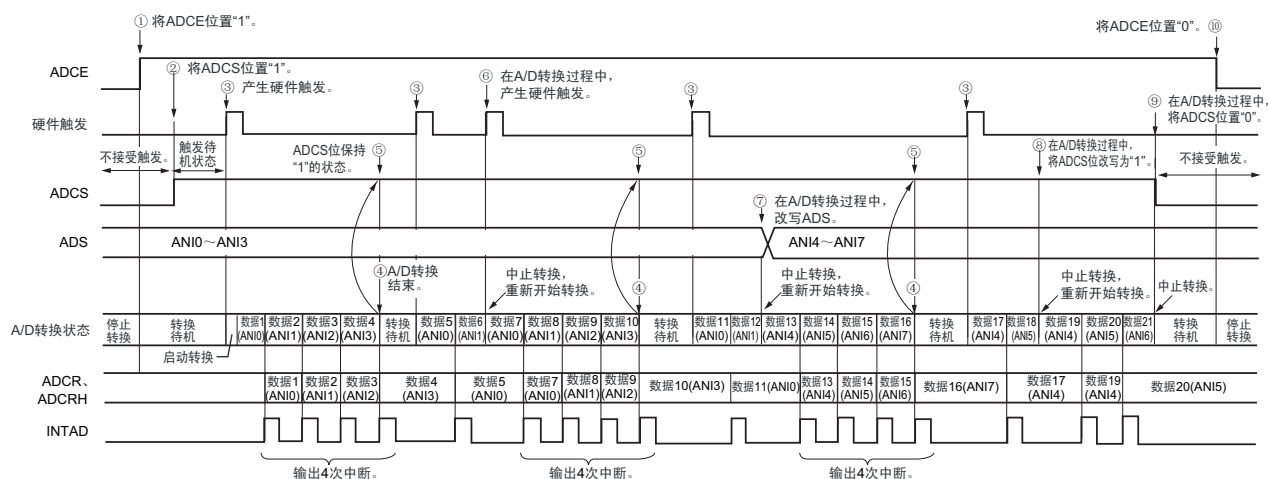 ① 将ADCE位置“1”。
将ADCE位置“0”。 ⑩
ADCE
② 将ADCS位置“1”。
③ 产生硬件触发。
③
⑥ 在A/D转换过程中，
产生硬件触发。
③
③
⑨ 在A/D转换过程中，
将ADCS位置“0”。
硬件触发
不接受触发。
触发待
机状态
ADCS位保持
“1”的状态。
⑤
⑤
⑤
⑧ 在A/D转换过程中，
将ADCS位改写为“1”。
不接受触发。
ADCS
⑦ 在A/D转换过程中，
改写ADS。
ADS
ANI0～ANI3
ANI4～ANI7
④ A/D转换
结束。
中止转换，
重新开始转换。
④
中止转换，
重新开始转换。
④
中止转换，
重新开始转换。
中止转换。
A/D转换状态
停止 转换 数据1 数据2 数据3 数据4 转换 数据5 数据6 数据7 数据8 数据9 数据10 转换 数据11 数据12 数据13 数据14 数据15 数据16 转换 数据17 数据18 数据19 数据20 数据21 转换 停止
转换 待机 (ANI0) (ANI1) (ANI2) (ANI3) 待机 (ANI0) (ANI1) (ANI0) (ANI1) (ANI2) (ANI3) 待机 (ANI0) (ANI1) (ANI4) (ANI5) (ANI6) (ANI7) 待机 (ANI4) (ANI5) (ANI4) (ANI5) (ANI6) 待机 转换
启动转换
ADCR、
ADCRH
数据1 数据2 数据3 数据4 数据5 数据7 数据8 数据9 数据10(ANI3) 数据11(ANI0) 数据13 数据14 数据15 数据16(ANI7) 数据17 数据19 数据20(ANI5)
(ANI0) (ANI1) (ANI2) (ANI3) (ANI0) (ANI0) (ANI1) (ANI2) (ANI4) (ANI5) (ANI6) (ANI4) (ANI4)
INTAD
输出4次中断。
输出4次中断。
输出4次中断。